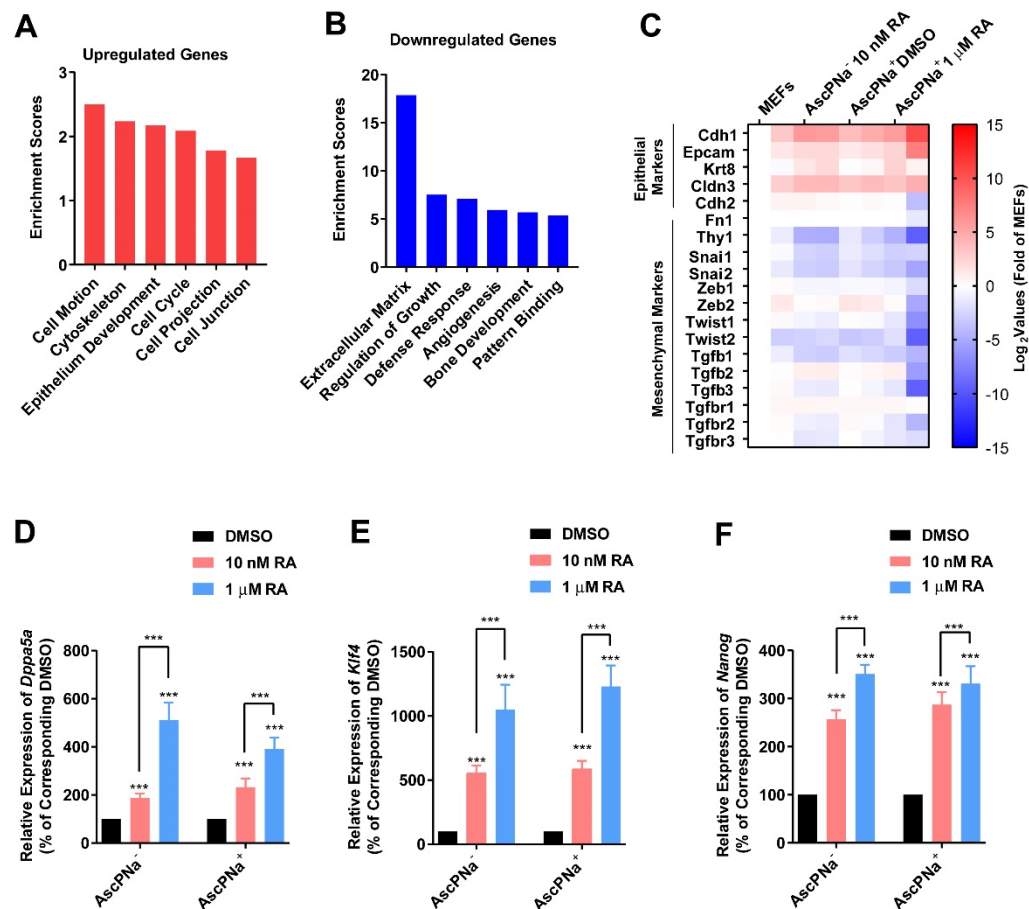 A
Upregulated Genes
Enrichment Scores
3
2
1
0
Cell Motion
Cytoskeleton
Epithelium Development
Cell Cycle
Cell Projection
Cell Junction
B
Downregulated Genes
Enrichment Scores
20
15
10
5
0
Extracellular Matrix
Regulation of Growth
Defense Response
Angiogenesis
Bone Development
Pattern Binding
C
MEFs
AscPNa⁻ 10 nM RA
AscPNa⁺ DMSO
AscPNa⁺ 1 μM RA
Epithelial Markers
Mesenchymal Markers
Cdh1
Epcam
Krt8
Cldn3
Cdh2
Fn1
Thy1
Snai1
Snai2
Zeb1
Zeb2
Twist1
Twist2
Tgfb1
Tgfb2
Tgfb3
Tgfbr1
Tgfbr2
Tgfbr3
15
10
5
0
-5
-10
-15
Log₂Values (Fold of MEFs)
D
DMSO
10 nM RA
1 μM RA
Relative Expression of Dppa5a
(% of Corresponding DMSO)
800
600
400
200
0
***
***
***
***
***
***
AscPNa⁻
AscPNa⁺
E
DMSO
10 nM RA
1 μM RA
Relative Expression of Klf4
(% of Corresponding DMSO)
1500
1000
500
0
***
***
***
***
***
***
AscPNa⁻
AscPNa⁺
F
DMSO
10 nM RA
1 μM RA
Relative Expression of Nanog
(% of Corresponding DMSO)
400
300
200
100
0
***
***
***
***
***
***
AscPNa⁻
AscPNa⁺